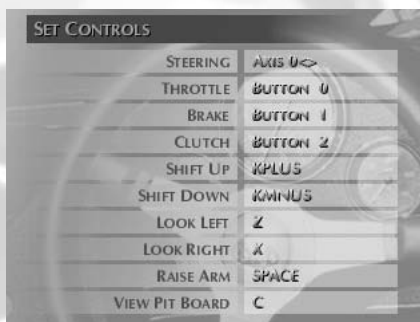 SET CONTROLS
STEERING AXIS 0<>
THROTTLE BUTTON 0
BRAKE BUTTON 1
CLUTCH BUTTON 2
SHIFT UP KPLUS
SHIFT DOWN KMINUS
LOOK LEFT Z
LOOK RIGHT X
RAISE ARM SPACE
VIEW PIT BOARD C